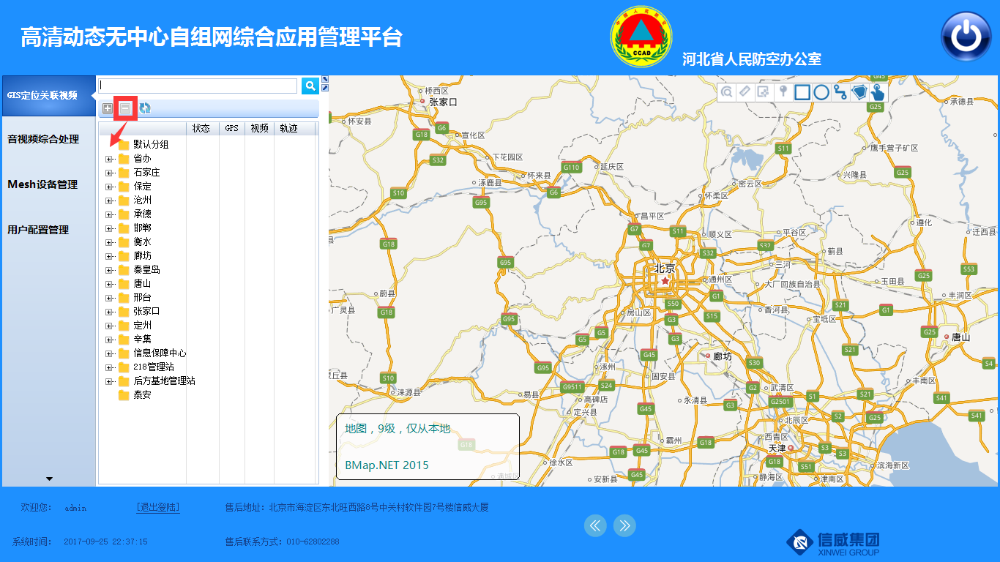 高清动态无中心自组网综合应用管理平台
中国人民防空
CCAD
河北省人民防空办公室
GIS定位关联视频
音视频综合处理
Mesh设备管理
用户配置管理
状态 GPS 视频 轨迹
默认分组
省办
石家庄
保定
沧州
承德
邯郸
衡水
廊坊
秦皇岛
唐山
邢台
张家口
定州
辛集
信息保障中心
218管理站
后方基地管理站
泰安
S45
桥西区
张家口
承德县
G25
怀安县
G6
G18
宣化区
S32
下花园区
S11
鹰手营子矿区
G110
延庆区
怀来县
G25
兴隆县
涿鹿县
密云区
S10
G6
G95
怀柔区
昌平区
遵化
G7
S11
顺义区
平谷区
迁西县
G18
G7
S32
S32
蓟县
G95
三河
北京
S53
通州区
大厂回族自治县
G25
玉田县
蔚县
G1
丰润区
S50
S21
广灵县
G18
香河县
G1
房山区
S15
G95
G3
宝坻区
G5
G5
G3
G25
唐山
S21
G45
廊坊
S30
S4
G95
涿州
灵丘县
S10
固安县
丰南区
G9511
S24
G2
武清区
涞源县
易县
高碑店
永清县
G2501
S1
S21
S41
定兴县
G45
G3
S2
G25
S41
北辰区
地图，9级，仅从本地
G18
霸州
G18
西青区
天津
S3
G18
G45
S3
BMap.NET 2015
徐水区
G18
S51
滨海新区
满城区
安新县
G45
静海区
津南区
欢迎您： admin [退出登陆] 售后地址：北京市海淀区东北旺西路8号中关村软件园7号楼信威大厦
系统时间： 2017-09-25 22:37:15 售后联系方式：010-62802288
信威集团
XINWEI GROUP